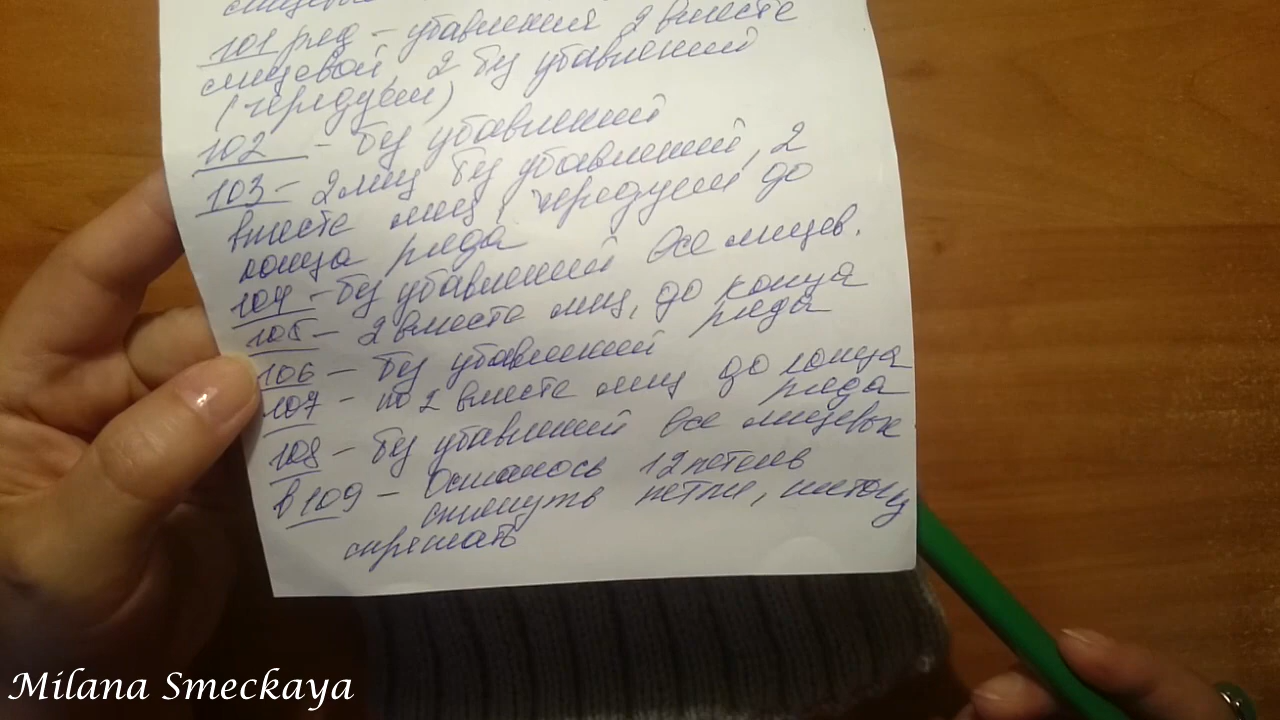 101 ряд - убавления 2 вместе
лицевой, 2 без убавлений
(чередуем)
102 - без убавлений
103 - 2 лиц без убавлений, 2
вместе лиц, чередуем до
конца ряда
104 - без убавлений все лицев.
105 - 2 вместе лиц, до конца
ряда
106 - без убавлений
107 - по 2 вместе лиц до конца
ряда
108 - без убавлений все лицевые
в 109 - Осталось 12 петель
стянуть петли, ниточку
спрятать
Milana Smeckaya